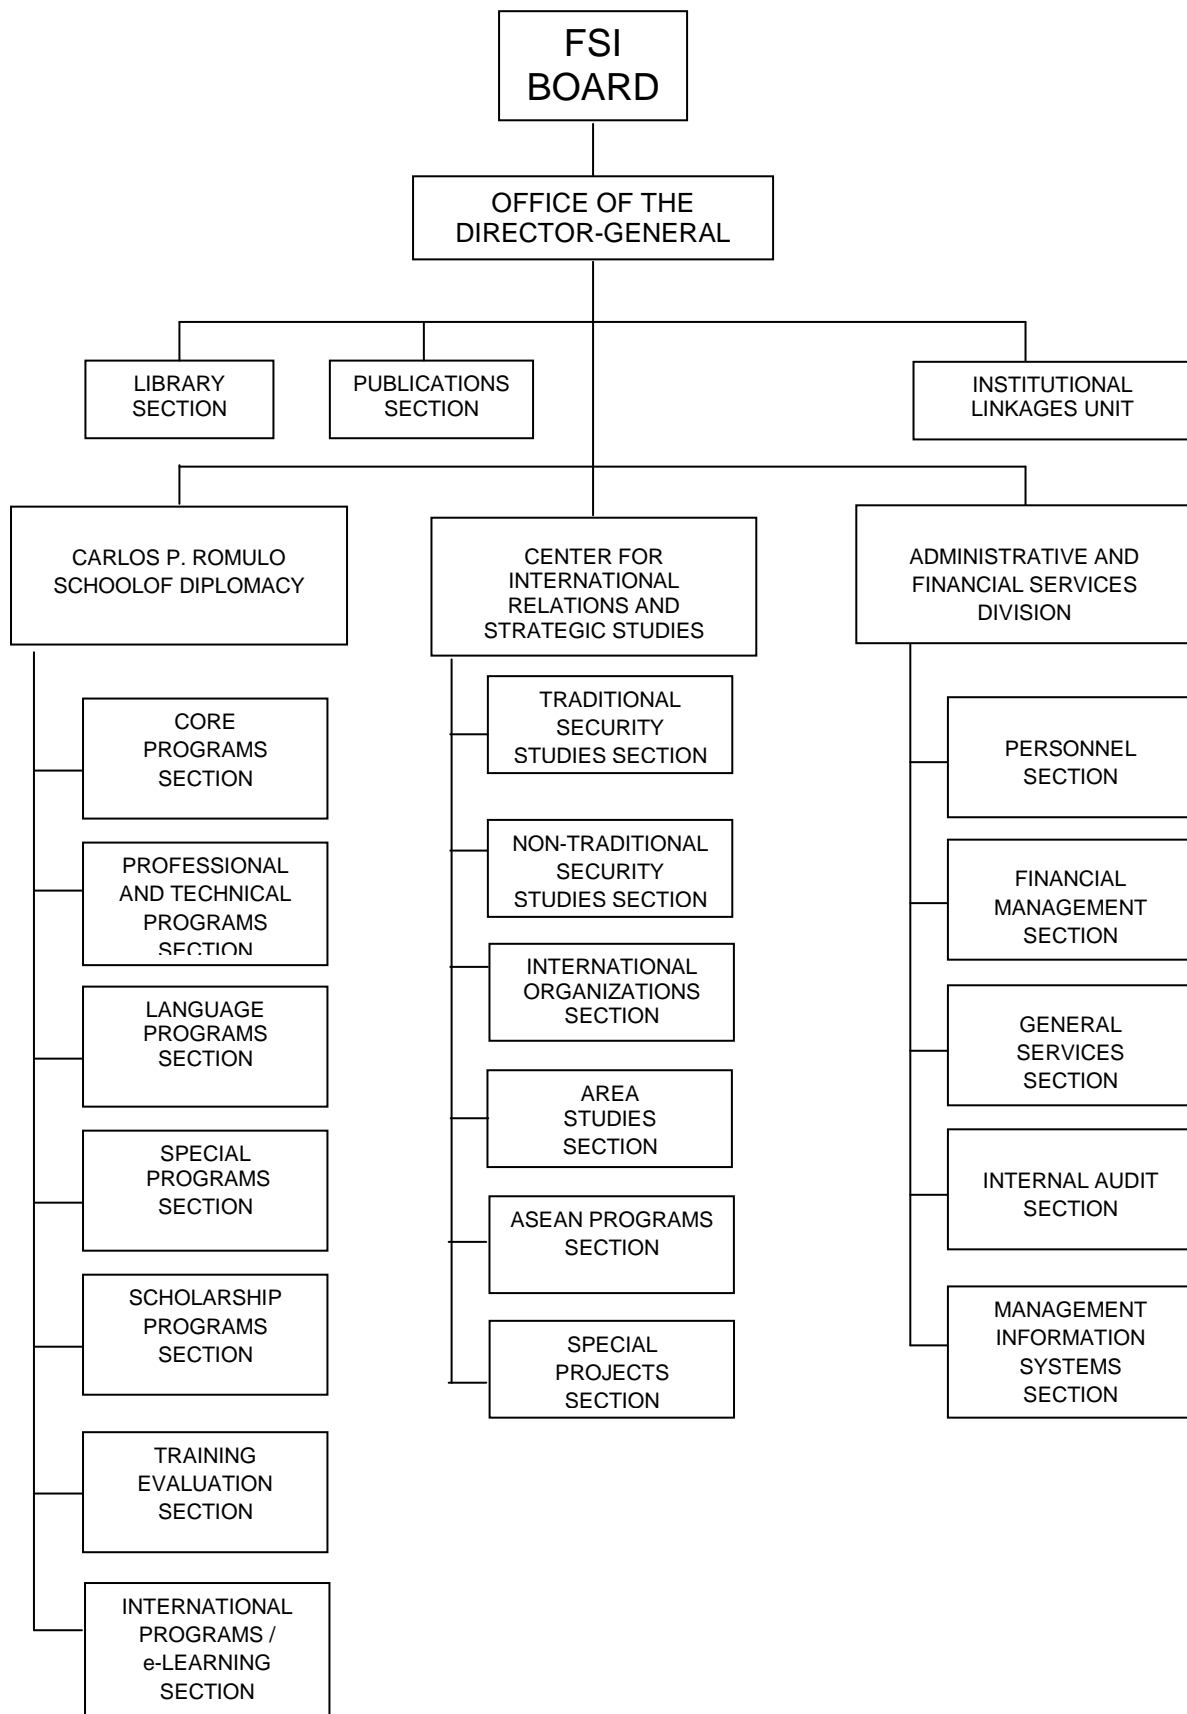 FSI
BOARD
OFFICE OF THE
DIRECTOR-GENERAL
LIBRARY
SECTION
PUBLICATIONS
SECTION
INSTITUTIONAL
LINKAGES UNIT
CARLOS P. ROMULO
SCHOOLOF DIPLOMACY
CENTER FOR
INTERNATIONAL
RELATIONS AND
STRATEGIC STUDIES
ADMINISTRATIVE AND
FINANCIAL SERVICES
DIVISION
CORE
PROGRAMS
SECTION
PROFESSIONAL
AND TECHNICAL
PROGRAMS
SECTION
LANGUAGE
PROGRAMS
SECTION
SPECIAL
PROGRAMS
SECTION
SCHOLARSHIP
PROGRAMS
SECTION
TRAINING
EVALUATION
SECTION
INTERNATIONAL
PROGRAMS /
e-LEARNING
SECTION
TRADITIONAL
SECURITY
STUDIES SECTION
NON-TRADITIONAL
SECURITY
STUDIES SECTION
INTERNATIONAL
ORGANIZATIONS
SECTION
AREA
STUDIES
SECTION
ASEAN PROGRAMS
SECTION
SPECIAL
PROJECTS
SECTION
PERSONNEL
SECTION
FINANCIAL
MANAGEMENT
SECTION
GENERAL
SERVICES
SECTION
INTERNAL AUDIT
SECTION
MANAGEMENT
INFORMATION
SYSTEMS
SECTION